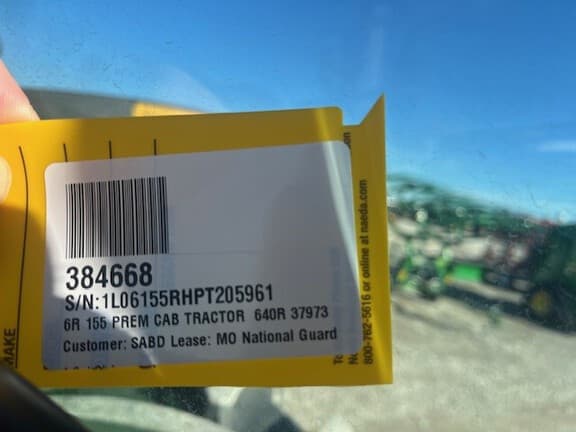 384668
S/N:1L06155RHPT205961
6R 155 PREM CAB TRACTOR 640R 37973
Customer: SABD Lease: MO National Guard
MAKE
800-762-5616 or online at naeda.com